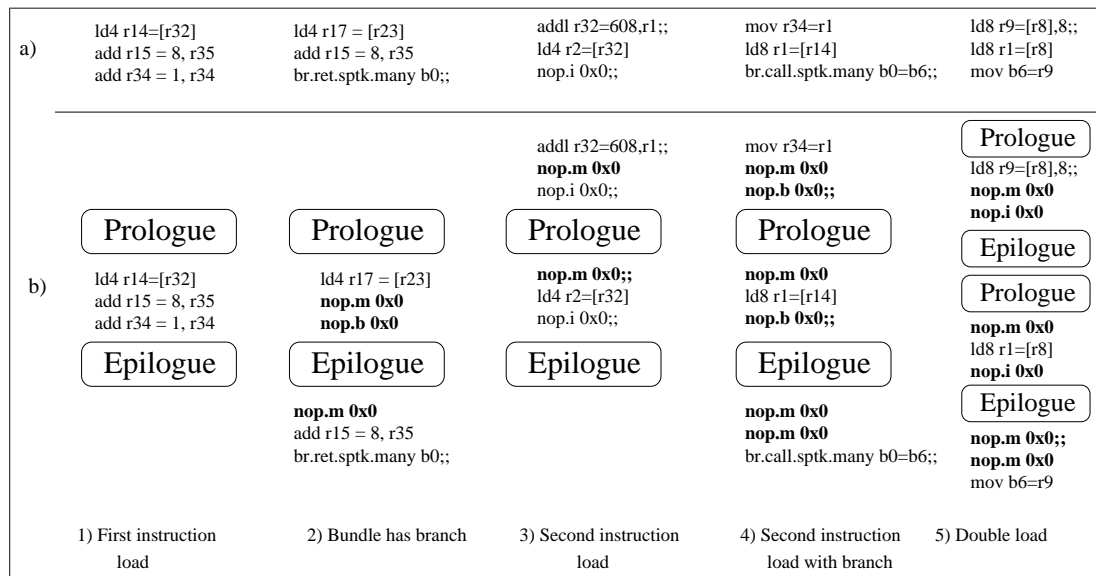 a)
ld4 r14=[r32]
add r15 = 8, r35
add r34 = 1, r34
ld4 r17 = [r23]
add r15 = 8, r35
br.ret.sptk.many b0;;
addl r32=608,r1;;
ld4 r2=[r32]
nop.i 0x0;;
mov r34=r1
ld8 r1=[r14]
br.call.sptk.many b0=b6;;
ld8 r9=[r8],8;;
ld8 r1=[r8]
mov b6=r9
b)
Prologue
ld4 r14=[r32]
add r15 = 8, r35
add r34 = 1, r34
Epilogue
Prologue
ld4 r17 = [r23]
nop.m 0x0
nop.b 0x0
Epilogue
nop.m 0x0
add r15 = 8, r35
br.ret.sptk.many b0;;
addl r32=608,r1;;
nop.m 0x0
nop.i 0x0;;
Prologue
nop.m 0x0;;
ld4 r2=[r32]
nop.i 0x0;;
Epilogue
mov r34=r1
nop.m 0x0
nop.b 0x0;;
Prologue
nop.m 0x0
ld8 r1=[r14]
nop.b 0x0;;
Epilogue
nop.m 0x0
nop.m 0x0
br.call.sptk.many b0=b6;;
Prologue
ld8 r9=[r8],8;;
nop.m 0x0
nop.i 0x0
Epilogue
Prologue
nop.m 0x0
ld8 r1=[r8]
nop.i 0x0
Epilogue
nop.m 0x0;;
nop.m 0x0
mov b6=r9
1) First instruction
load
2) Bundle has branch
3) Second instruction
load
4) Second instruction
load with branch
5) Double load